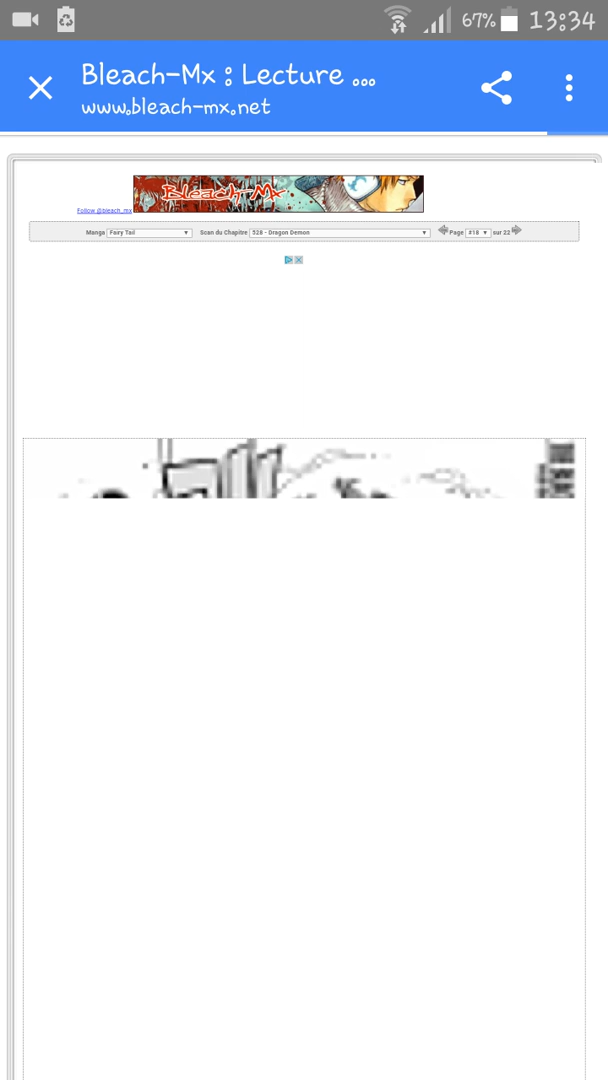 67% 13:34
Bleach-Mx : Lecture ...
www.bleach-mx.net
Follow @bleach_mx Bleach-Mx
Manga Fairy Tail Scan du Chapitre 528 - Dragon Demon Page #18 sur 22